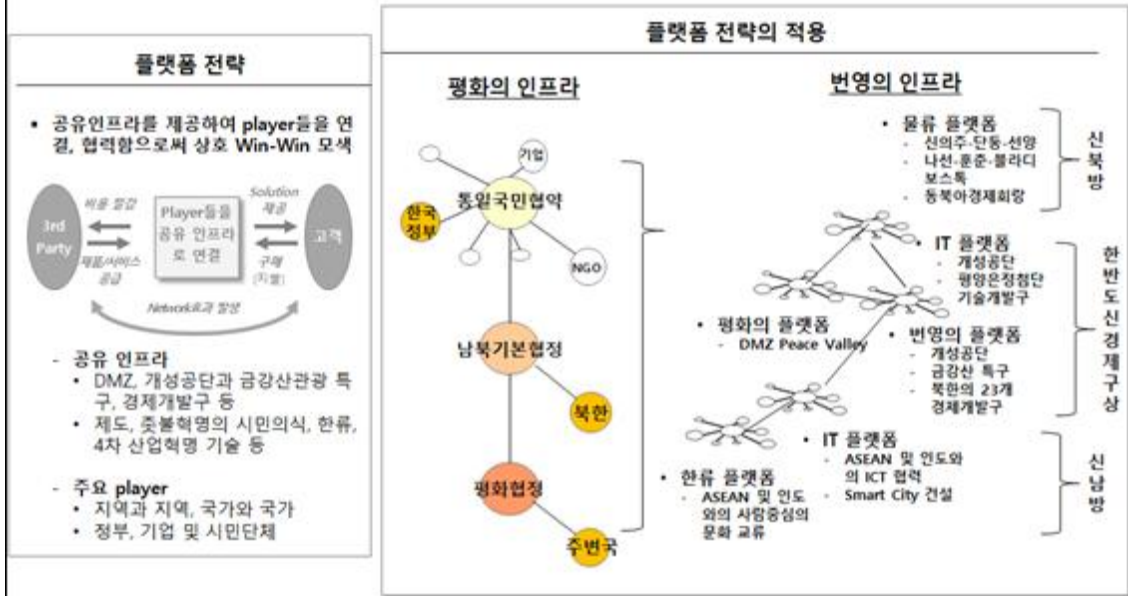 플랫폼 전략
• 공유인프라를 제공하여 player들을 연
결, 협력함으로써 상호 Win-Win 모색
3rd
Party
비용 절감
제품/서비스
공급
Player들을
공유 인프라
로 연결
Solution
제공
구매
(지불)
고객
Network효과 발생
- 공유 인프라
• DMZ, 개성공단과 금강산관광 특
구, 경제개발구 등
• 제도, 촛불혁명의 시민의식, 한류,
4차 산업혁명 기술 등
- 주요 player
• 지역과 지역, 국가와 국가
• 정부, 기업 및 시민단체
플랫폼 전략의 적용
평화의 인프라
기업
통일국민협약
한국
정부
NGO
남북기본협정
북한
평화협정
주변국
번영의 인프라
• 물류 플랫폼
- 신의주-단둥-선양
- 나선-훈춘-블라디
보스톡
- 동북아경제회랑
신북방
• IT 플랫폼
- 개성공단
- 평양은정첨단
기술개발구
• 평화의 플랫폼
- DMZ Peace Valley
• 번영의 플랫폼
- 개성공단
- 금강산 특구
- 북한의 23개
경제개발구
한반도신경제구상
• IT 플랫폼
- ASEAN 및 인도와
의 ICT 협력
- Smart City 건설
• 한류 플랫폼
- ASEAN 및 인도
와의 사람중심의
문화 교류
신남방